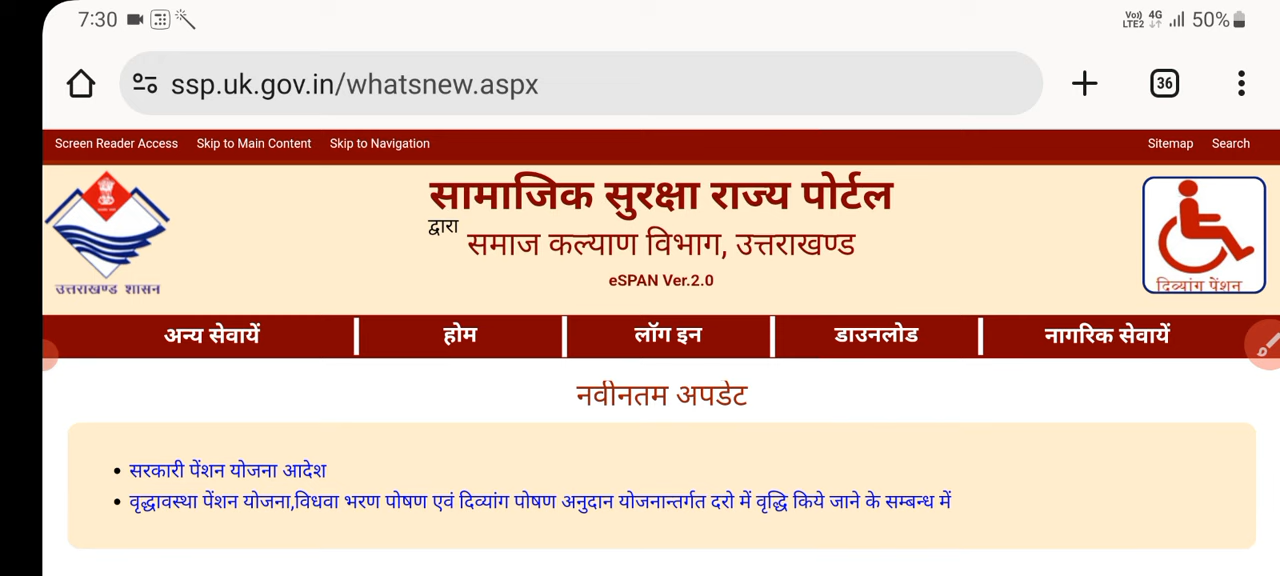 7:30
Vo) 4G
LTE2
50%
ssp.uk.gov.in/whatsnew.aspx
36
Screen Reader Access Skip to Main Content Skip to Navigation Sitemap Search
सामाजिक सुरक्षा राज्य पोर्टल
द्वारा
समाज कल्याण विभाग, उत्तराखण्ड
eSPAN Ver.2.0
उत्तराखण्ड शासन
दिव्यांग पेंशन
अन्य सेवायें होम लॉग इन डाउनलोड नागरिक सेवायें
नवीनतम अपडेट
• सरकारी पेंशन योजना आदेश
• वृद्धावस्था पेंशन योजना,विधवा भरण पोषण एवं दिव्यांग पोषण अनुदान योजनान्तर्गत दरो में वृद्धि किये जाने के सम्बन्ध में